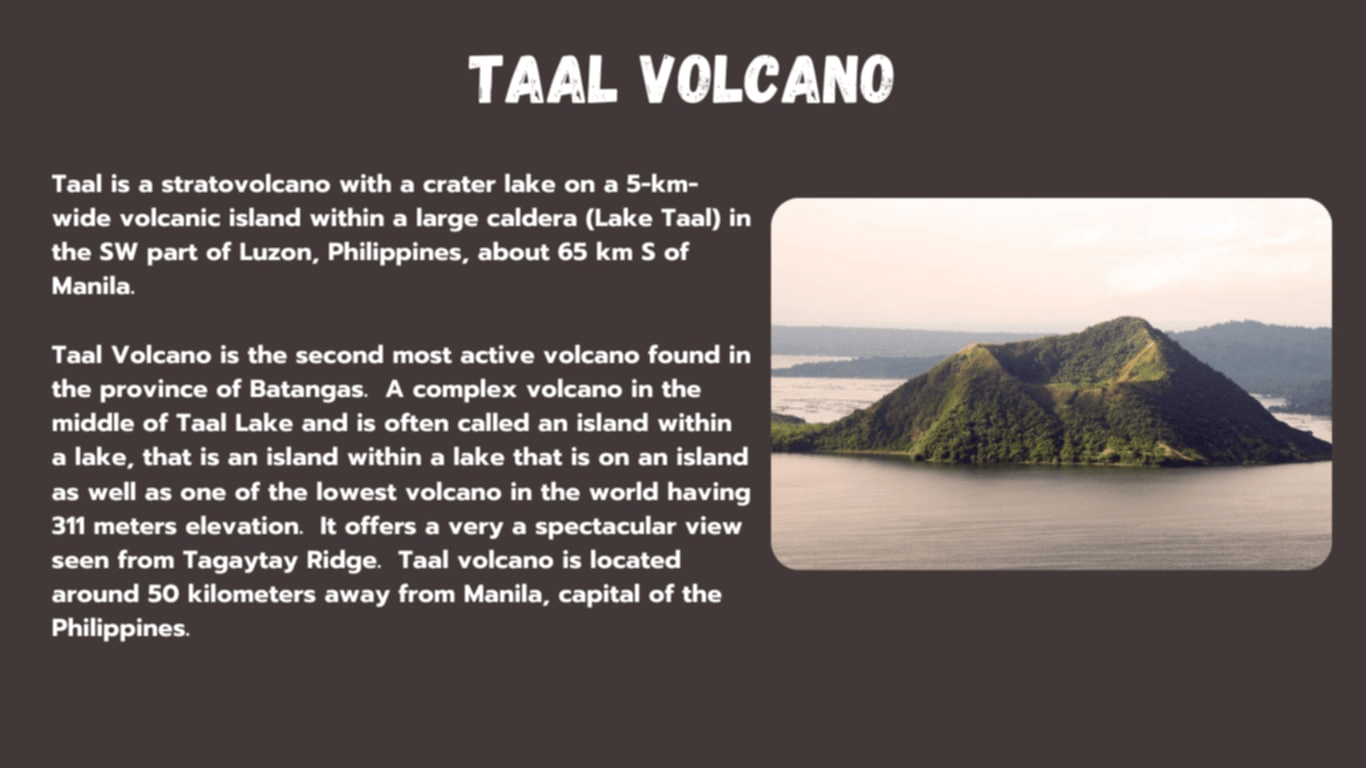 TAAL VOLCANO
Taal is a stratovolcano with a crater lake on a 5-km-
wide volcanic island within a large caldera (Lake Taal) in
the SW part of Luzon, Philippines, about 65 km S of
Manila.
Taal Volcano is the second most active volcano found in
the province of Batangas.  A complex volcano in the
middle of Taal Lake and is often called an island within
a lake, that is an island within a lake that is on an island
as well as one of the lowest volcano in the world having
311 meters elevation.  It offers a very a spectacular view
seen from Tagaytay Ridge.  Taal volcano is located
around 50 kilometers away from Manila, capital of the
Philippines.